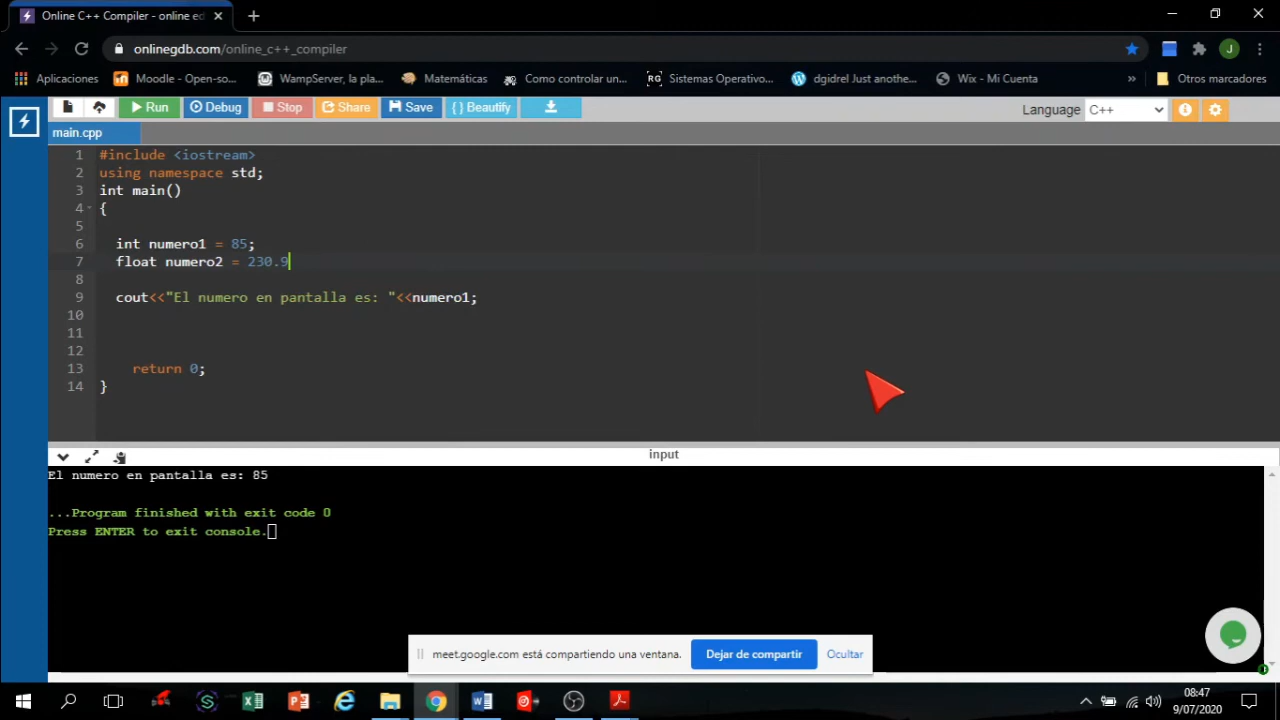 Online C++ Compiler - online ed
onlinegdb.com/online_c++_compiler
J
Aplicaciones
Moodle - Open-so...
WampServer, la pla...
Matemáticas
Como controlar un...
RG Sistemas Operativo...
dgidrel Just anothe...
Wix - Mi Cuenta
»
Otros marcadores
Run
Debug
Stop
Share
Save
{ } Beautify
Language C++
main.cpp
1 #include <iostream>
2 using namespace std;
3 int main()
4 {
5
6 int numero1 = 85;
7 float numero2 = 230.9
8
9 cout<<"El numero en pantalla es: "<<numero1;
10
11
12
13 return 0;
14 }
input
El numero en pantalla es: 85
...Program finished with exit code 0
Press ENTER to exit console.
meet.google.com está compartiendo una ventana.
Dejar de compartir
Ocultar
08:47
9/07/2020